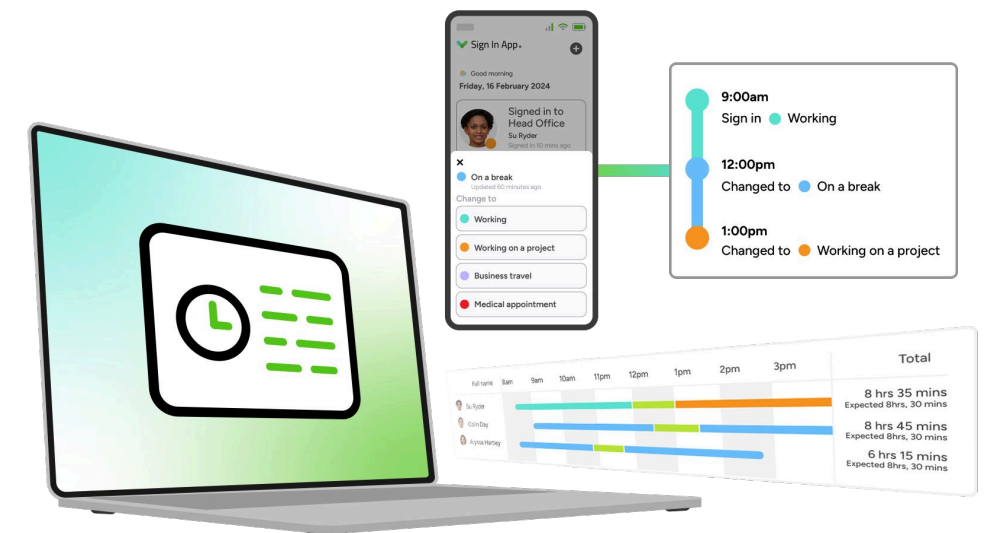 Sign In App.
Good morning
Friday, 16 February 2024
Signed in to
Head Office
Su Ryder
Signed in 10 mins ago
On a break
Updated 60 minutes ago
Change to
Working
Working on a project
Business travel
Medical appointment
9:00am
Sign in Working
12:00pm
Changed to On a break
1:00pm
Changed to Working on a project
Full name 8am 9am 10am 11pm 12pm 1pm 2pm 3pm Total
Su Ryder 8 hrs 35 mins
Expected 8hrs, 30 mins
Colin Day 8 hrs 45 mins
Expected 8hrs, 30 mins
Alyssa Hartley 6 hrs 15 mins
Expected 8hrs, 30 mins